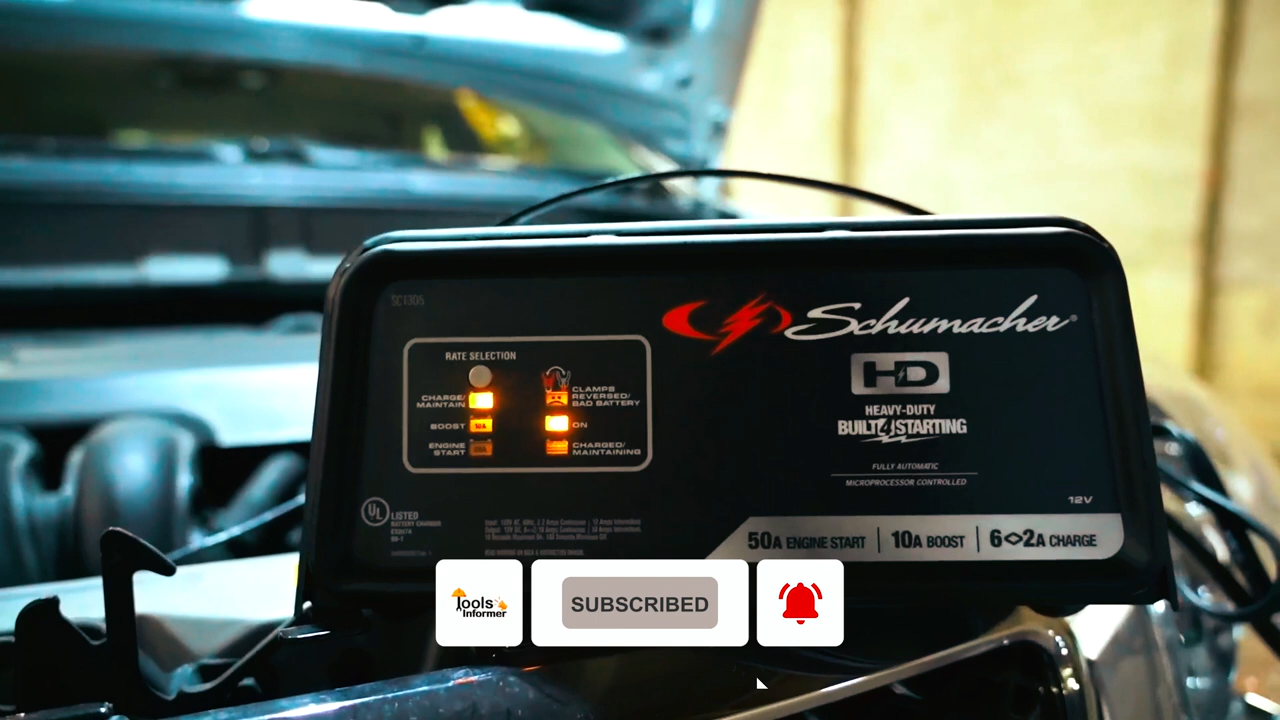 SC1305
Schumacher®
RATE SELECTION
CHARGE/
MAINTAIN
BOOST
10A
ENGINE
START
CLAMPS
REVERSED/
BAD BATTERY
ON
CHARGED/
MAINTAINING
HD
HEAVY-DUTY
BUILT4STARTING
FULLY AUTOMATIC
MICROPROCESSOR CONTROLLED
12V
UL LISTED
BATTERY CHARGER
50A ENGINE START | 10A BOOST | 6<>2A CHARGE
Tools
Informer
SUBSCRIBED